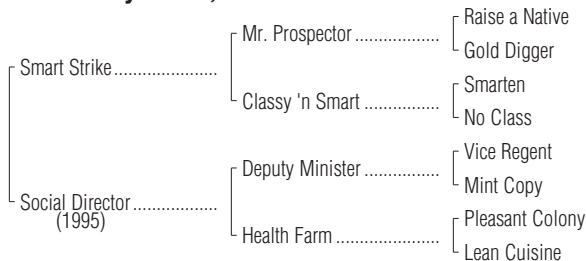 Raise a Native
Mr. Prospector ..................
Gold Digger
Smart Strike......................
Smarten
Classy 'n Smart ................
No Class
Vice Regent
Deputy Minister ................
Mint Copy
Social Director ..................
(1995)
Pleasant Colony
Health Farm ......................
Lean Cuisine